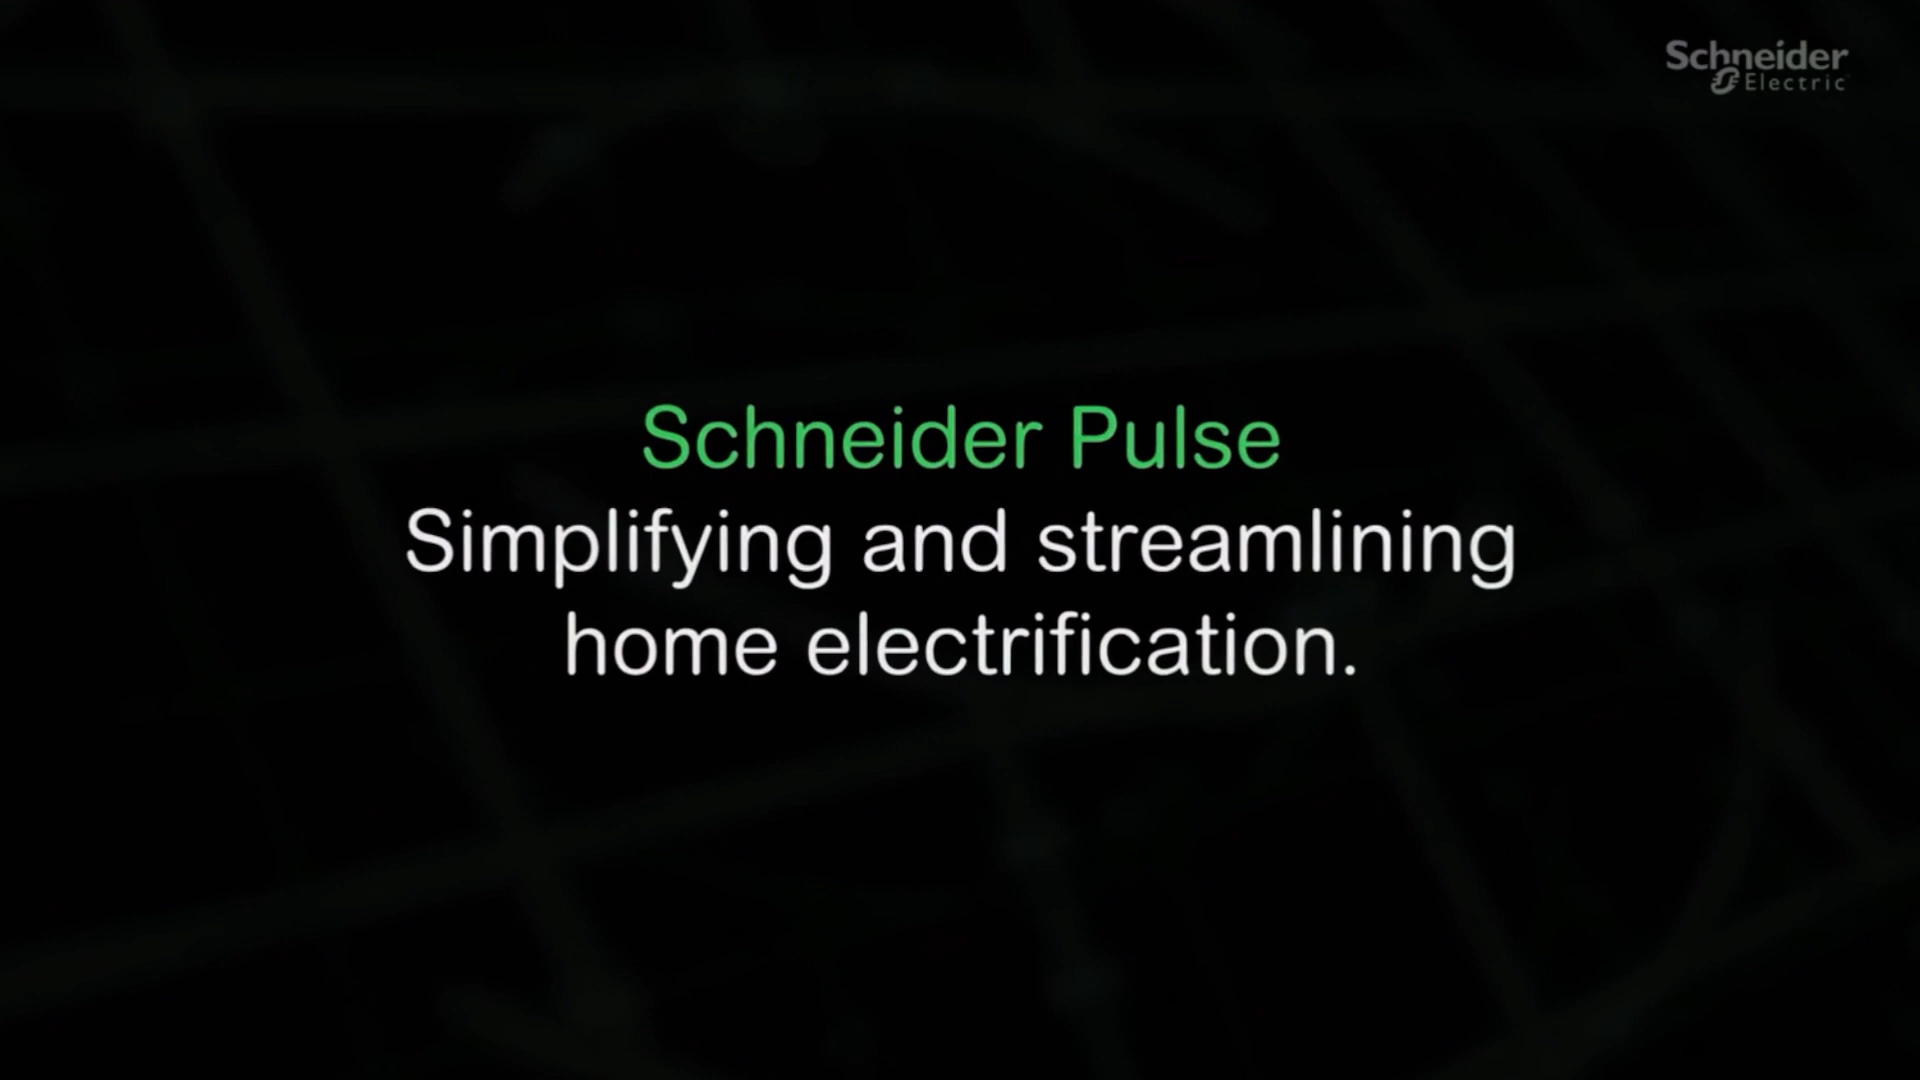 Schneider
Electric
Schneider Pulse
Simplifying and streamlining
home electrification.